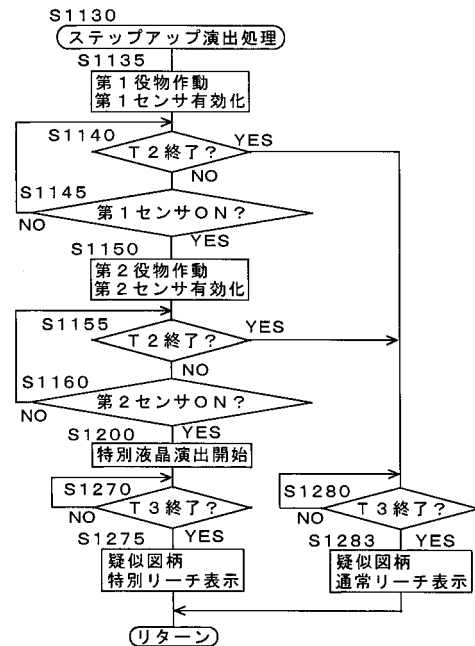 S1130
ステップアップ演出処理
S1135
第1役物作動
第1センサ有効化
S1140
T2終了?
YES
NO
S1145
第1センサON?
NO
YES
S1150
第2役物作動
第2センサ有効化
S1155
T2終了?
YES
NO
S1160
第2センサON?
NO
YES
S1200
特別液晶演出開始
S1270
T3終了?
NO
YES
S1280
T3終了?
NO
YES
S1275
疑似図柄
特別リーチ表示
S1283
疑似図柄
通常リーチ表示
リターン